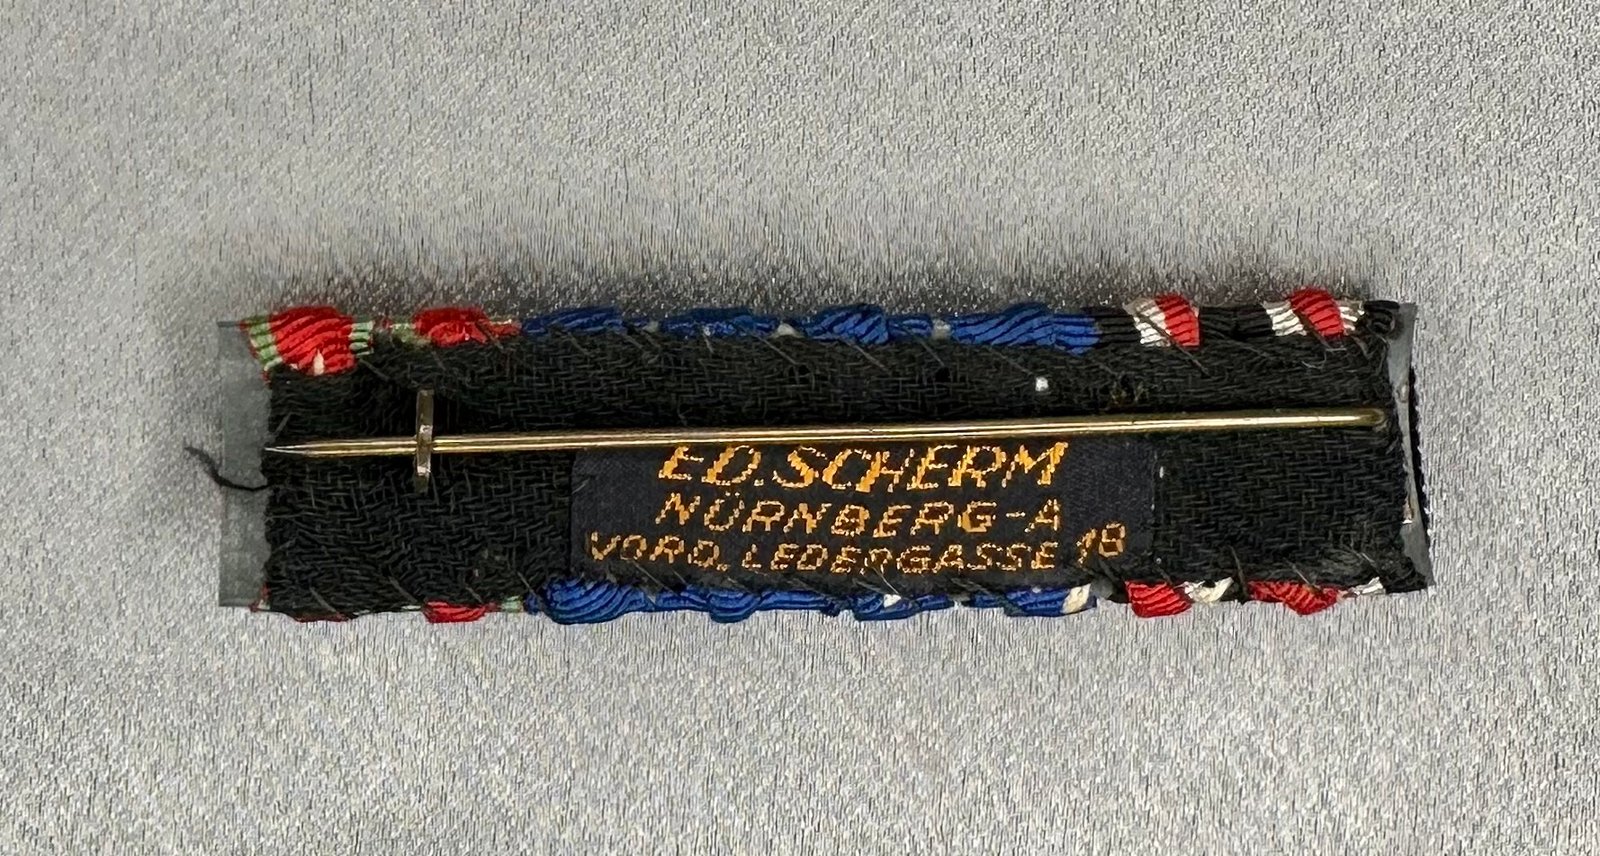 ED. SCHERM
NÜRNBERG-A
VORD. LEDERGASSE 18